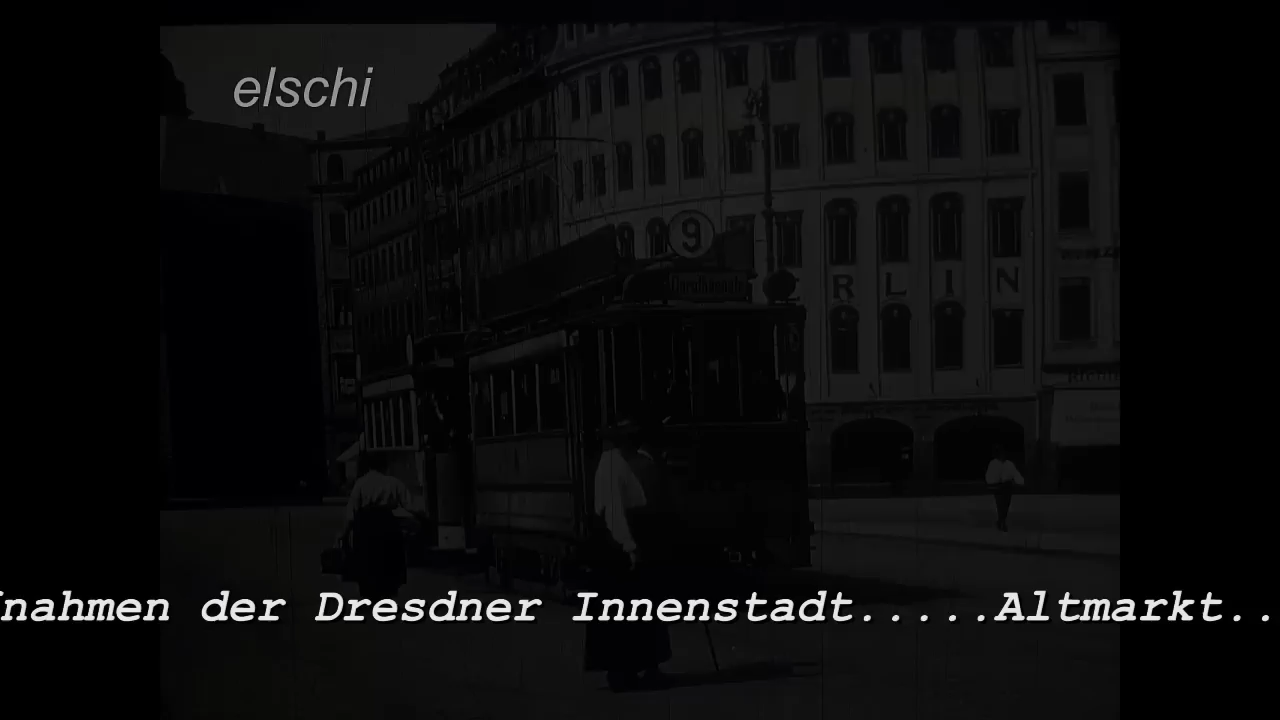 elschi
9
RLIN
nahmen der Dresdner Innenstadt.....Altmarkt..